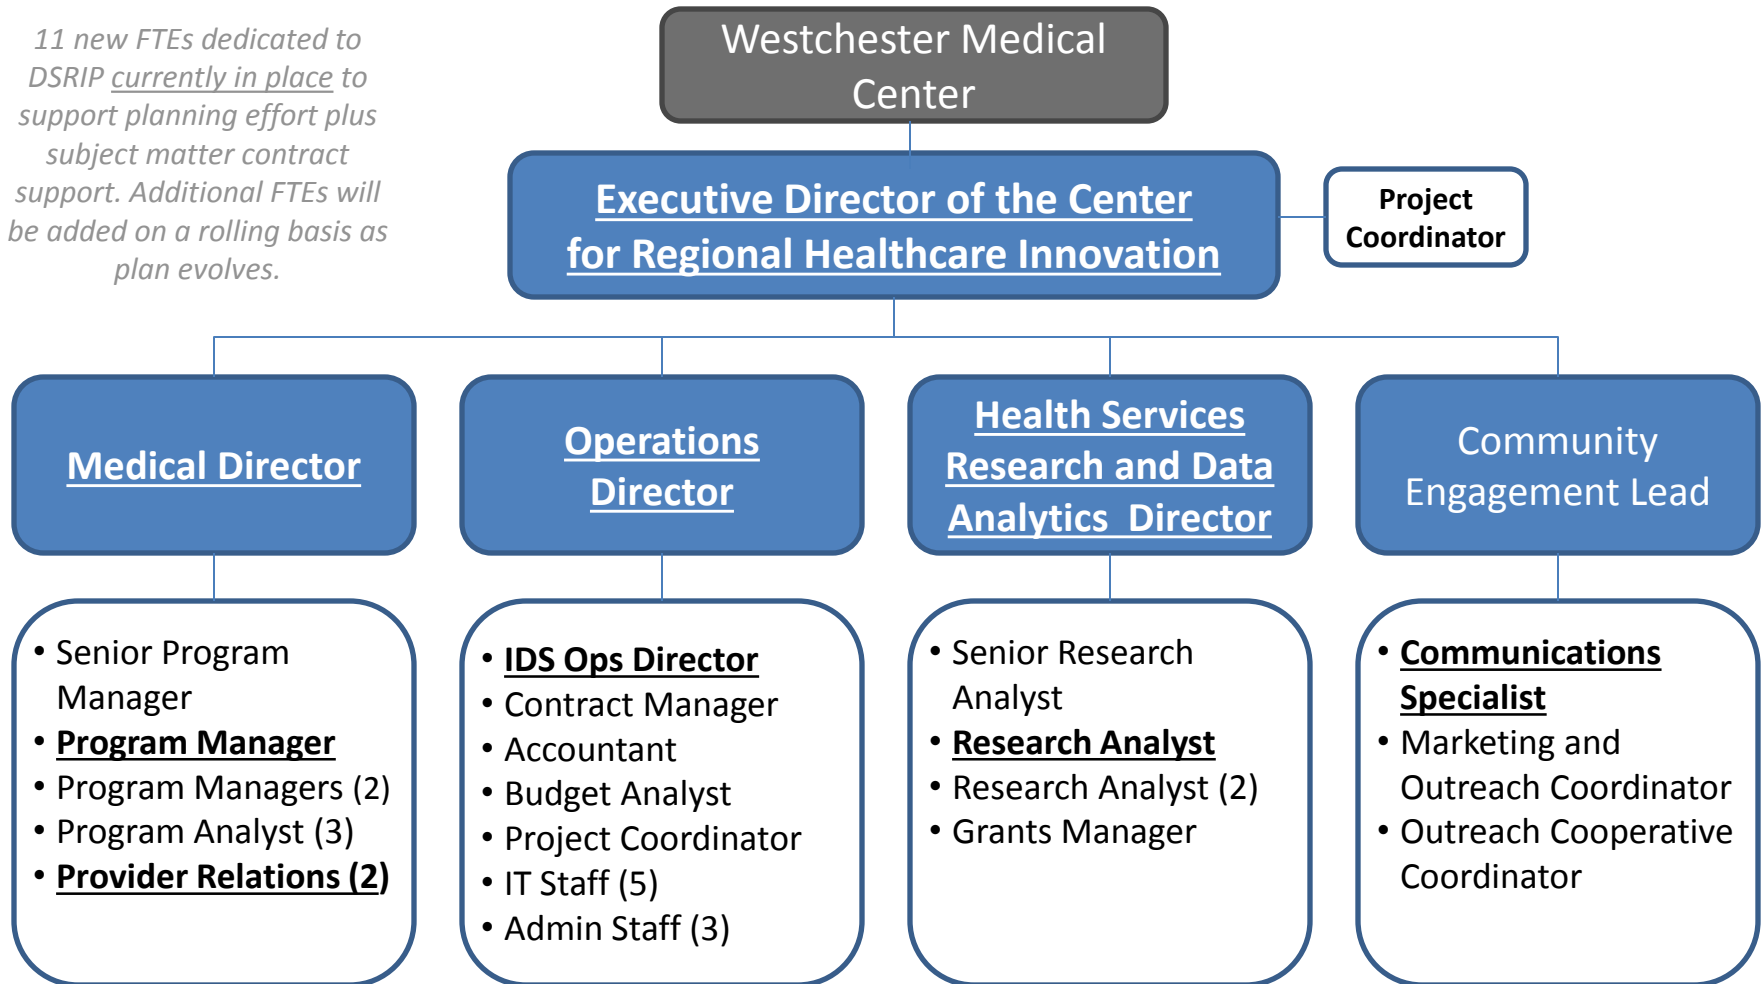 11 new FTEs dedicated to
DSRIP currently in place to
support planning effort plus
subject matter contract
support. Additional FTEs will
be added on a rolling basis as
plan evolves.
Westchester Medical
Center
Executive Director of the Center
for Regional Healthcare Innovation
Project
Coordinator
Medical Director
Operations
Director
Health Services
Research and Data
Analytics  Director
Community
Engagement Lead
• Senior Program
Manager
• Program Manager
• Program Managers (2)
• Program Analyst (3)
• Provider Relations (2)
• IDS Ops Director
• Contract Manager
• Accountant
• Budget Analyst
• Project Coordinator
• IT Staff (5)
• Admin Staff (3)
• Senior Research
Analyst
• Research Analyst
• Research Analyst (2)
• Grants Manager
• Communications
Specialist
• Marketing and
Outreach Coordinator
• Outreach Cooperative
Coordinator